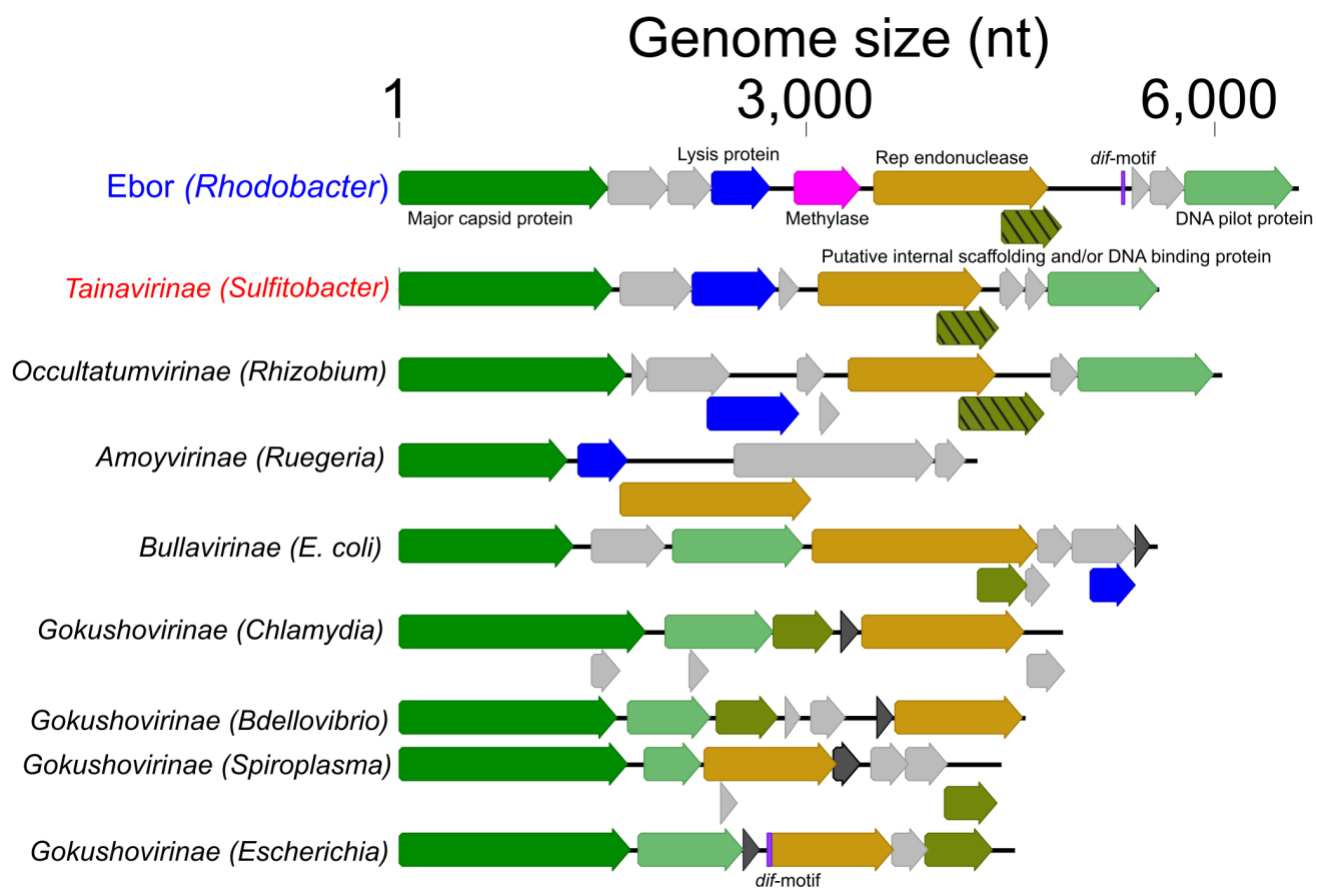 Genome size (nt)
1 3,000 6,000
Lysis protein Rep endonuclease dif-motif
Ebor (Rhodobacter)
Major capsid protein Methylase DNA pilot protein
Putative internal scaffolding and/or DNA binding protein
Tainavirinae (Sulfitobacter)
Occultatumvirinae (Rhizobium)
Amoyvirinae (Ruegeria)
Bullavirinae (E. coli)
Gokushovirinae (Chlamydia)
Gokushovirinae (Bdellovibrio)
Gokushovirinae (Spiroplasma)
Gokushovirinae (Escherichia)
dif-motif